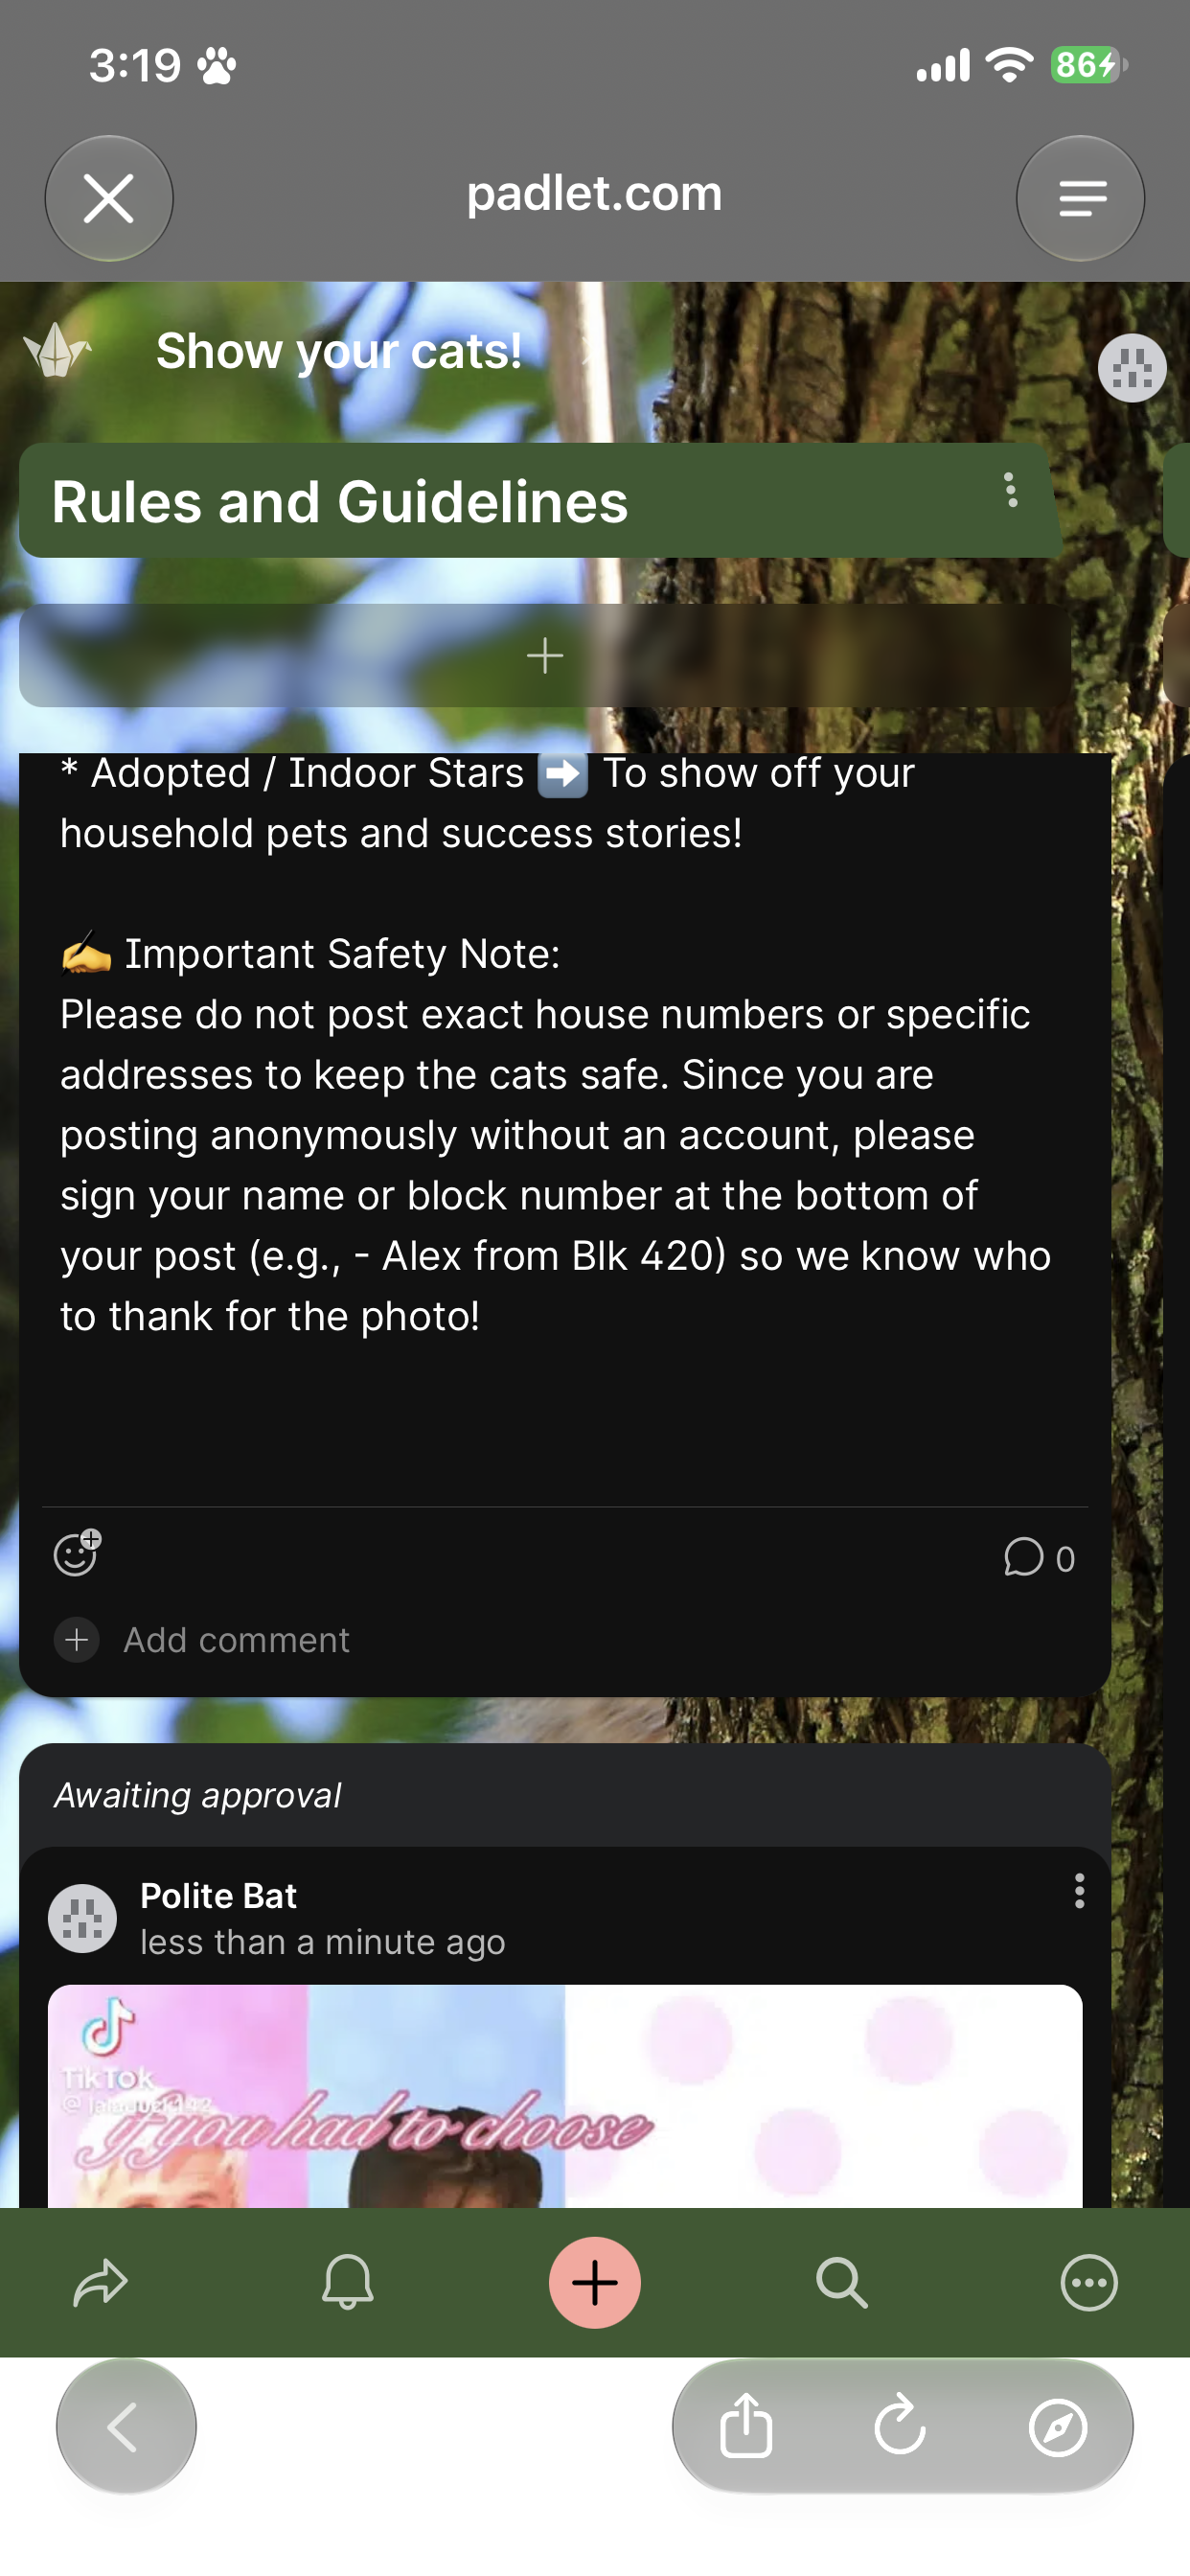 3:19
86
padlet.com
Show your cats!
Rules and Guidelines
* Adopted / Indoor Stars ➡️ To show off your
household pets and success stories!
✍️ Important Safety Note:
Please do not post exact house numbers or specific
addresses to keep the cats safe. Since you are
posting anonymously without an account, please
sign your name or block number at the bottom of
your post (e.g., - Alex from Blk 420) so we know who
to thank for the photo!
0
Add comment
Awaiting approval
Polite Bat
less than a minute ago
TikTok
if you had to choose